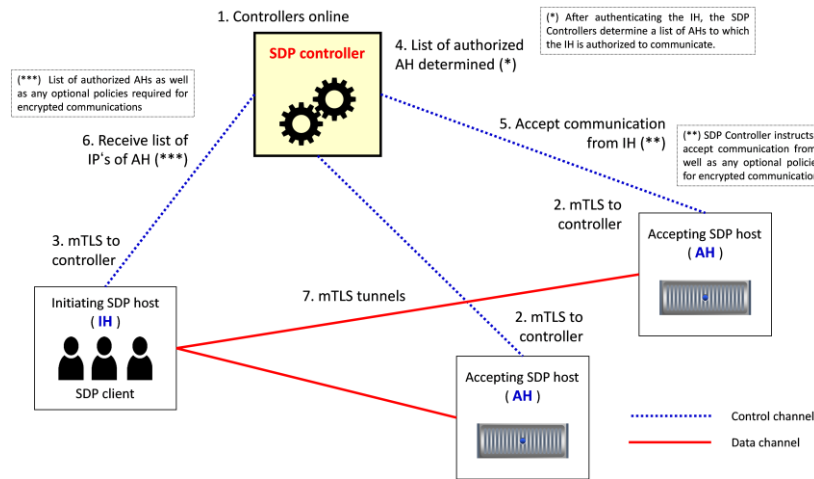 1. Controllers online
SDP controller
4. List of authorized
AH determined (*)
(*) After authenticating the IH, the SDP
Controllers determine a list of AHs to which
the IH is authorized to communicate.
(***) List of authorized AHs as well
as any optional policies required for
encrypted communications
6. Receive list of
IP's of AH (***)
5. Accept communication
from IH (**)
(**) SDP Controller instructs
accept communication from
well as any optional policie
for encrypted communication
2. mTLS to
controller
3. mTLS to
controller
Accepting SDP host
( AH )
Initiating SDP host
( IH )
SDP client
7. mTLS tunnels
2. mTLS to
controller
Accepting SDP host
( AH )
Control channel
Data channel